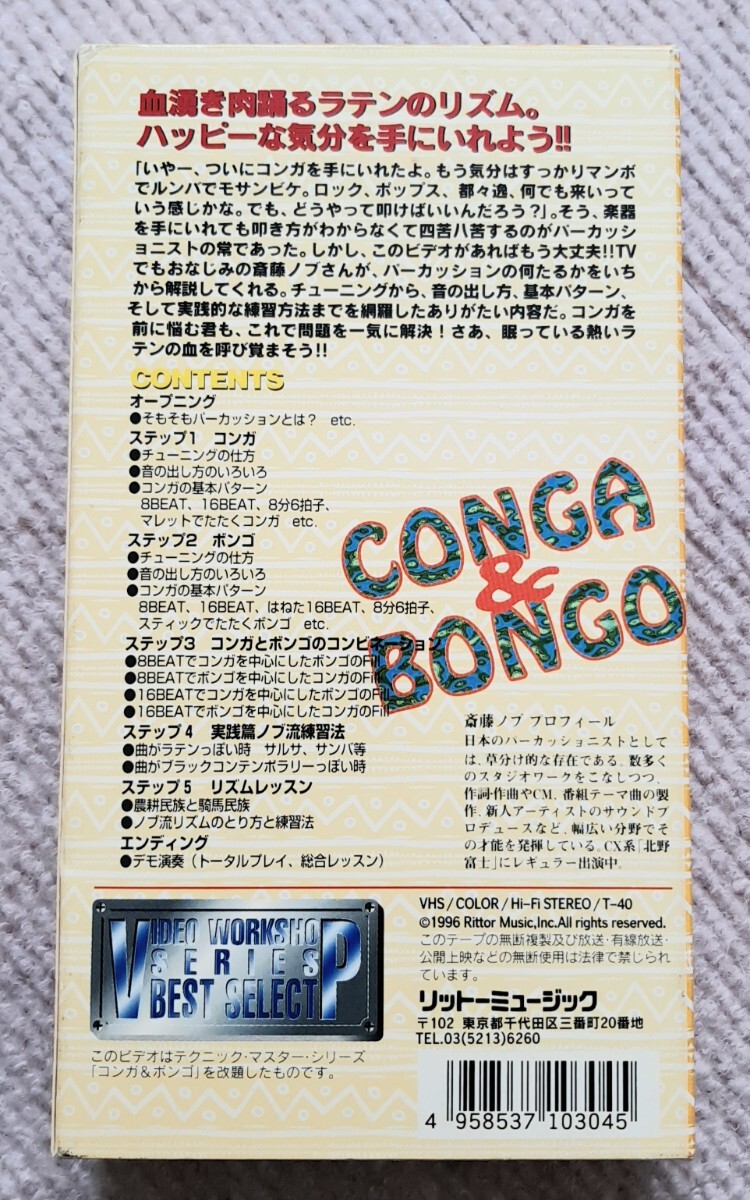 血湧き肉踊るラテンのリズム。
ハッピーな気分を手にいれよう!!
「いやー、ついにコンガを手にいれたよ。もう気分はすっかりマンボ
でルンバでモサンビケ。ロック、ポップス、都々逸、何でも来いって
いう感じかな。でも、どうやって叩けばいいんだろう？」。そう、楽器
を手にいれても叩き方がわからなくて四苦八苦するのがパーカッシ
ョニストの常であった。しかし、このビデオがあればもう大丈夫!!TV
でもおなじみの斎藤ノブさんが、パーカッションの何たるかをいち
から解説してくれる。チューニングから、音の出し方、基本パターン、
そして実践的な練習方法までを網羅したありがたい内容だ。コンガを
前に悩む君も、これで問題を一気に解決！さあ、眠っている熱いラ
テンの血を呼び覚まそう!!
CONTENTS
オープニング
●そもそもパーカッションとは？ etc.
ステップ1 コンガ
●チューニングの仕方
●音の出し方のいろいろ
●コンガの基本パターン
8BEAT、16BEAT、8分6拍子、
マレットでたたくコンガ etc.
ステップ2 ボンゴ
●チューニングの仕方
●音の出し方のいろいろ
●コンガの基本パターン
8BEAT、16BEAT、はねた16BEAT、8分6拍子、
スティックでたたくボンゴ etc.
ステップ3 コンガとボンゴのコンビネーション
●8BEATでコンガを中心にしたボンゴのFill
●8BEATでボンゴを中心にしたコンガのFill
●16BEATでコンガを中心にしたボンゴのFill
●16BEATでボンゴを中心にしたコンガのFill
ステップ4 実践篇ノブ流練習法
●曲がラテンっぽい時 サルサ、サンバ等
●曲がブラックコンテンポラリーっぽい時
ステップ5 リズムレッスン
●農耕民族と騎馬民族
●ノブ流リズムのとり方と練習法
エンディング
●デモ演奏（トータルプレイ、総合レッスン）
CONGA
&
BONGO
斎藤ノブ プロフィール
日本のパーカッショニストとして
は、草分け的な存在である。数多く
のスタジオワークをこなしつつ、
作詞・作曲やCM、番組テーマ曲の製
作、新人アーティストのサウンドプ
ロデュースなど、幅広い分野でそ
の才能を発揮している。CX系「北野
富士」にレギュラー出演中。
VIDEO WORKSHOP
SERIES
BEST SELECT
このビデオはテクニック・マスター・シリーズ
「コンガ&ボンゴ」を改題したものです。
VHS/COLOR/Hi-Fi STEREO/T-40
©1996 Rittor Music,Inc.All rights reserved.
このテープの無断複製及び放送・有線放送・
公開上映などの無断使用は法律で禁じられ
ています。
リットーミュージック
〒102 東京都千代田区三番町20番地
TEL.03(5213)6260
4 958537 103045